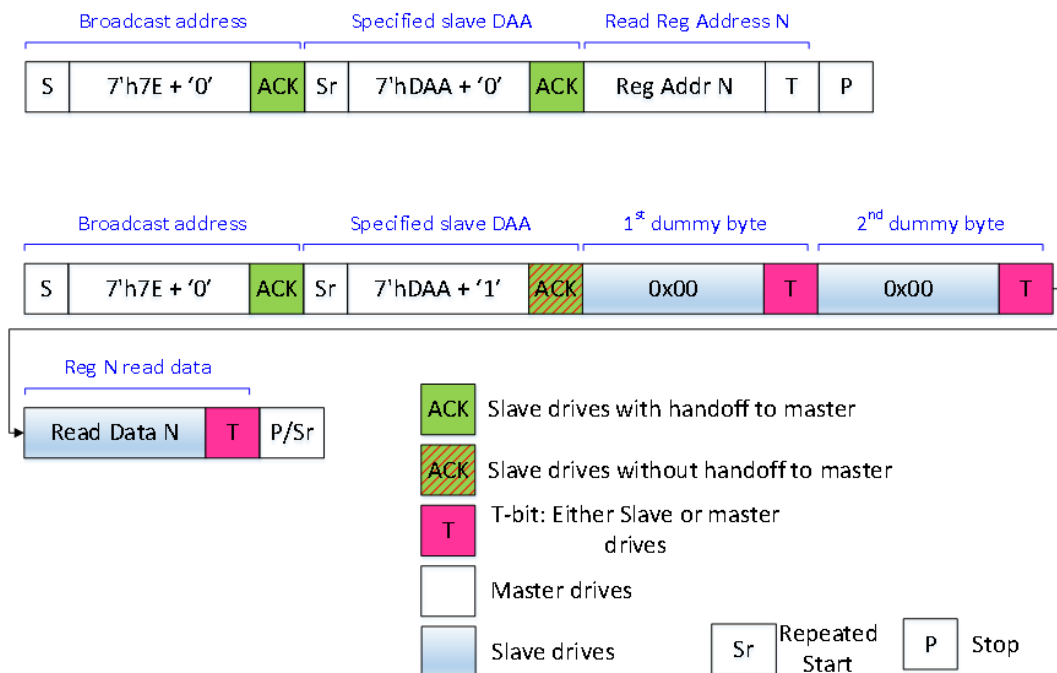 Broadcast address Specified slave DAA Read Reg Address N
S 7'h7E + ‘0’ ACK Sr 7'hDAA + ‘0’ ACK Reg Addr N T P
Broadcast address Specified slave DAA 1st dummy byte 2nd dummy byte
S 7'h7E + ‘0’ ACK Sr 7'hDAA + ‘1’ ACK 0x00 T 0x00 T
Reg N read data
Read Data N T P/Sr
ACK Slave drives with handoff to master
ACK Slave drives without handoff to master
T T-bit: Either Slave or master
drives
Master drives
Slave drives
Sr Repeated
Start
P Stop